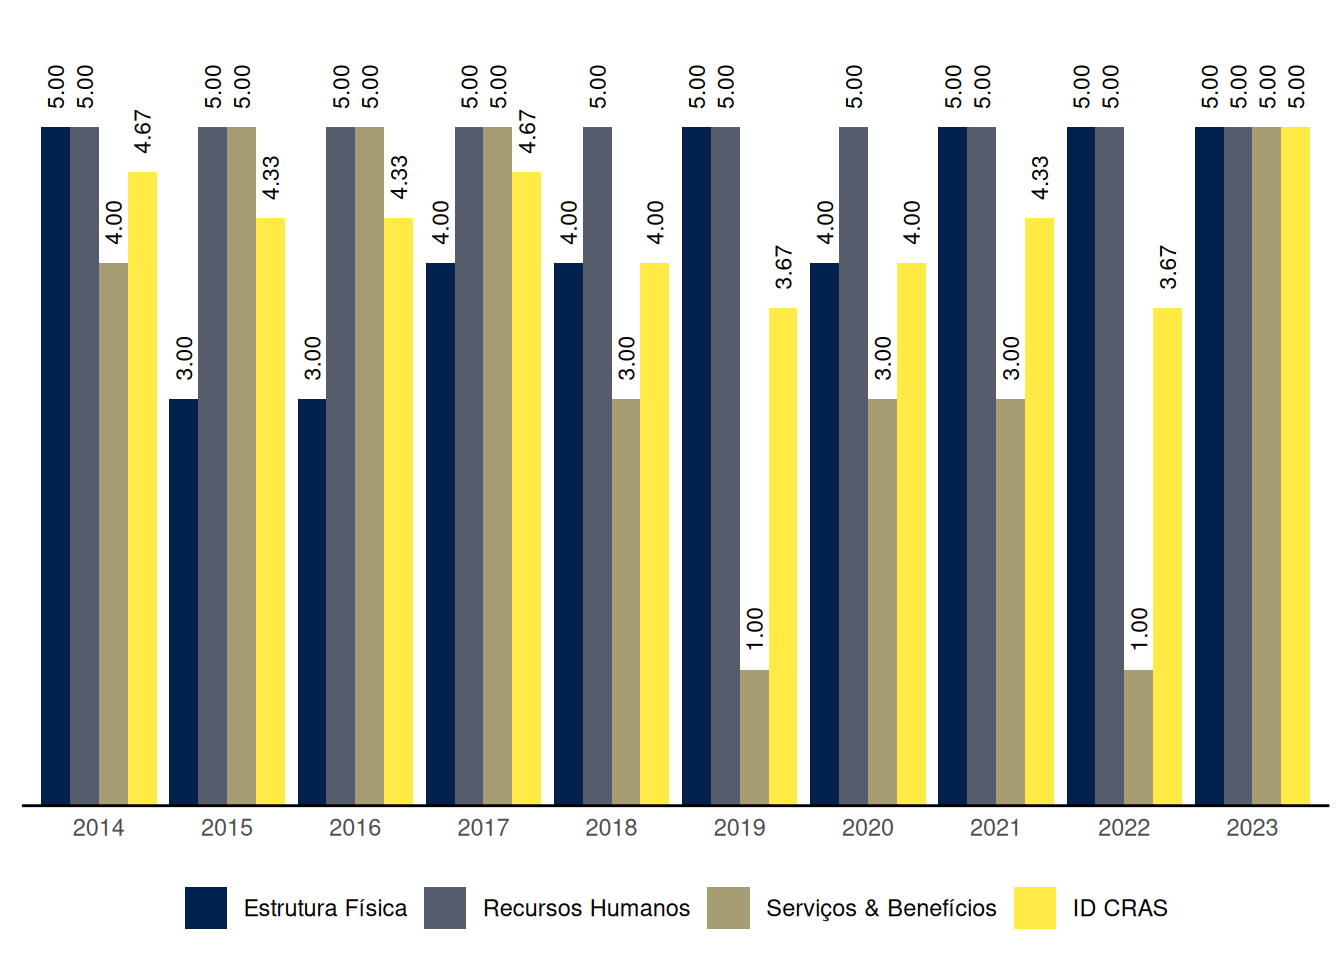 5.00 5.00 4.00 4.67
3.00 5.00 5.00 4.33
3.00 5.00 5.00 4.33
4.00 5.00 5.00 4.67
4.00 5.00 3.00 4.00
5.00 5.00 1.00 3.67
4.00 5.00 3.00 4.00
5.00 5.00 3.00 4.33
5.00 5.00 1.00 3.67
5.00 5.00 5.00 5.00
2014 2015 2016 2017 2018 2019 2020 2021 2022 2023
Estrutura Física Recursos Humanos Serviços & Benefícios ID CRAS